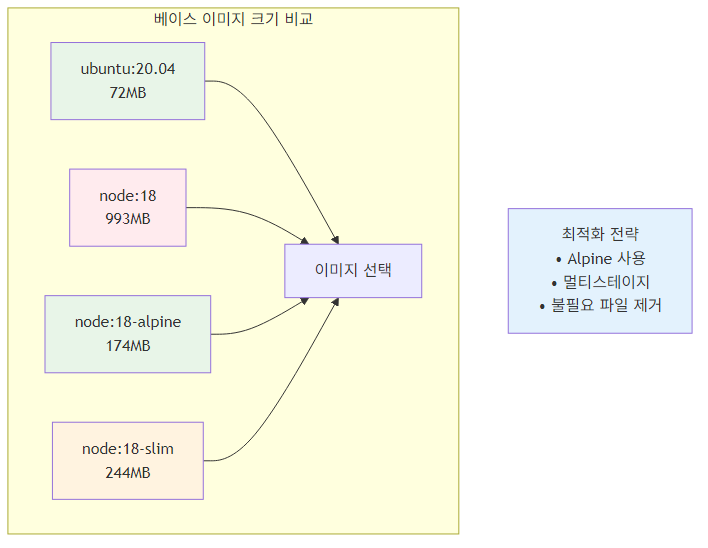 베이스 이미지 크기 비교
ubuntu:20.04
72MB
node:18
993MB
node:18-alpine
174MB
node:18-slim
244MB
이미지 선택
최적화 전략
• Alpine 사용
• 멀티스테이지
• 불필요 파일 제거